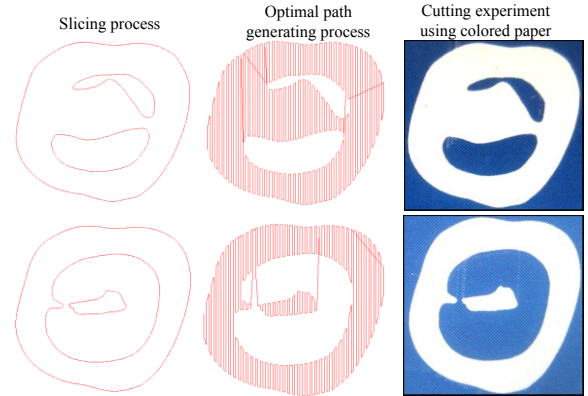 Slicing process
Optimal path
generating process
Cutting experiment
using colored paper